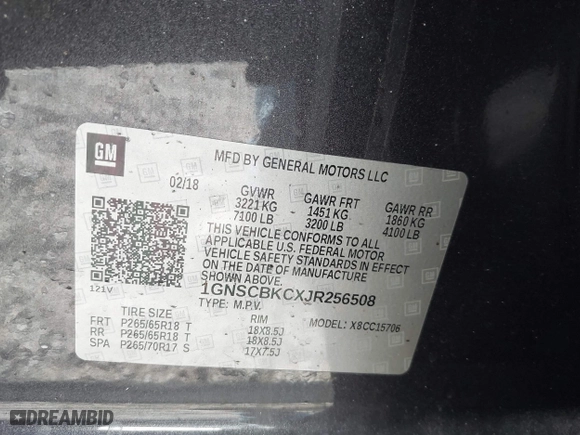 GM
MFD BY GENERAL MOTORS LLC
02/18
GVWR GAWR FRT GAWR RR
3221 KG 1451 KG 1860 KG
7100 LB 3200 LB 4100 LB
THIS VEHICLE CONFORMS TO ALL
APPLICABLE U.S. FEDERAL MOTOR
VEHICLE SAFETY STANDARDS IN EFFECT
ON THE DATE OF MANUFACTURE
SHOWN ABOVE.
121V
1GNSCBKCXJR256508
TYPE: M.P.V. MODEL: X8CC15706
TIRE SIZE RIM
FRT P265/65R18 T 18X8.5J
RR P265/65R18 T 18X8.5J
SPA P265/70R17 S 17X7.5J
DREAMBID